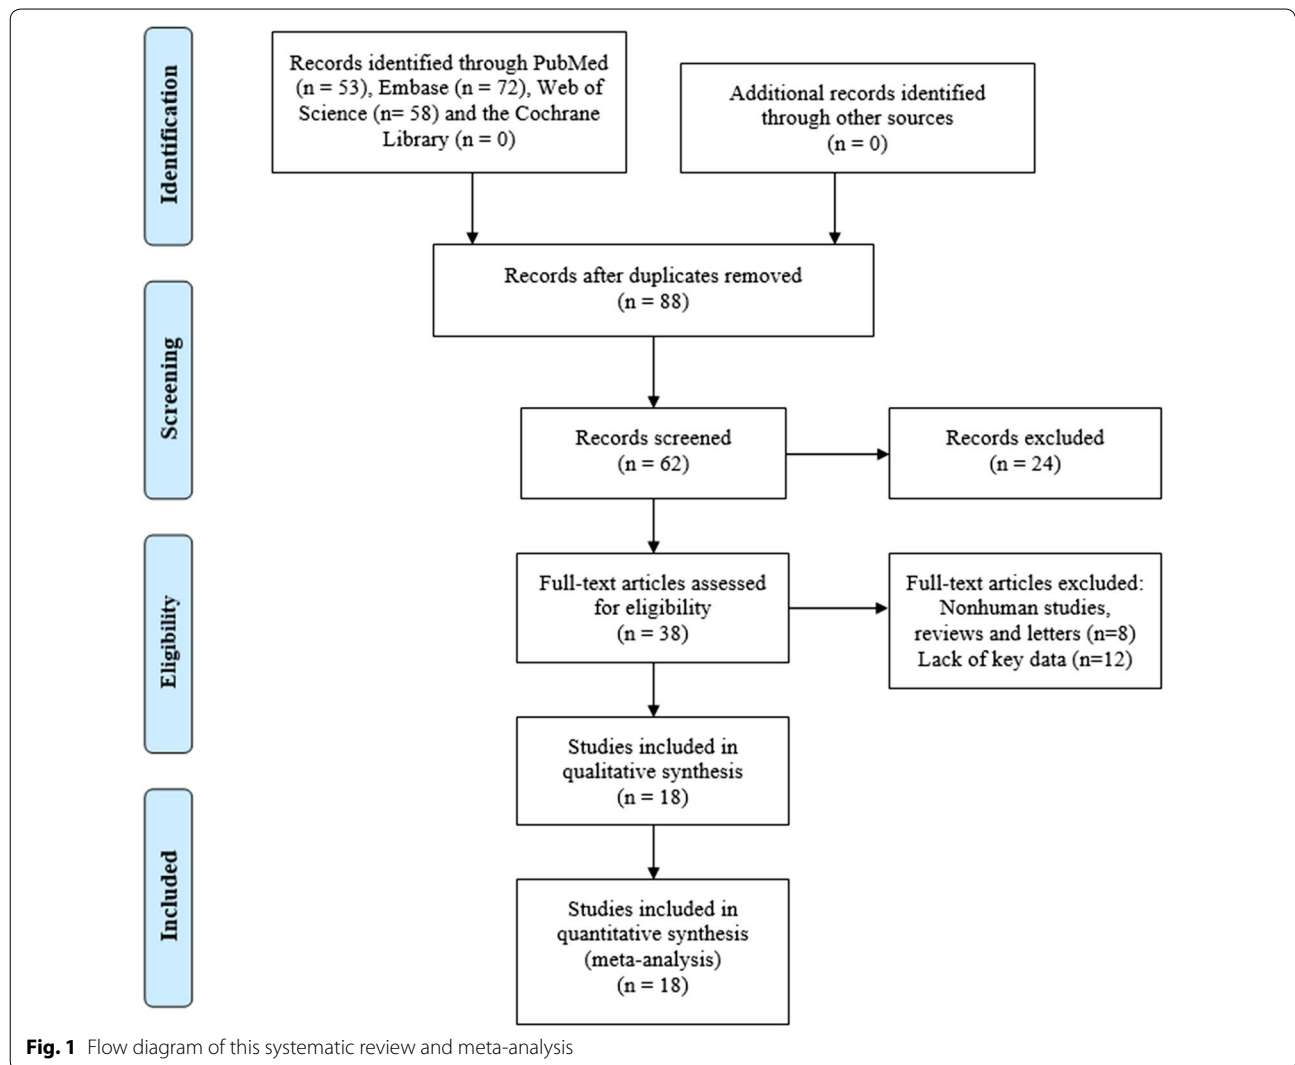 Identification
Records identified through PubMed
(n = 53), Embase (n = 72), Web of
Science (n= 58) and the Cochrane
Library (n = 0)
Additional records identified
through other sources
(n = 0)
Records after duplicates removed
(n = 88)
Screening
Records screened
(n = 62)
Records excluded
(n = 24)
Eligibility
Full-text articles assessed
for eligibility
(n = 38)
Full-text articles excluded:
Nonhuman studies,
reviews and letters (n=8)
Lack of key data (n=12)
Studies included in
qualitative synthesis
(n = 18)
Included
Studies included in
quantitative synthesis
(meta-analysis)
(n = 18)
Fig. 1 Flow diagram of this systematic review and meta-analysis